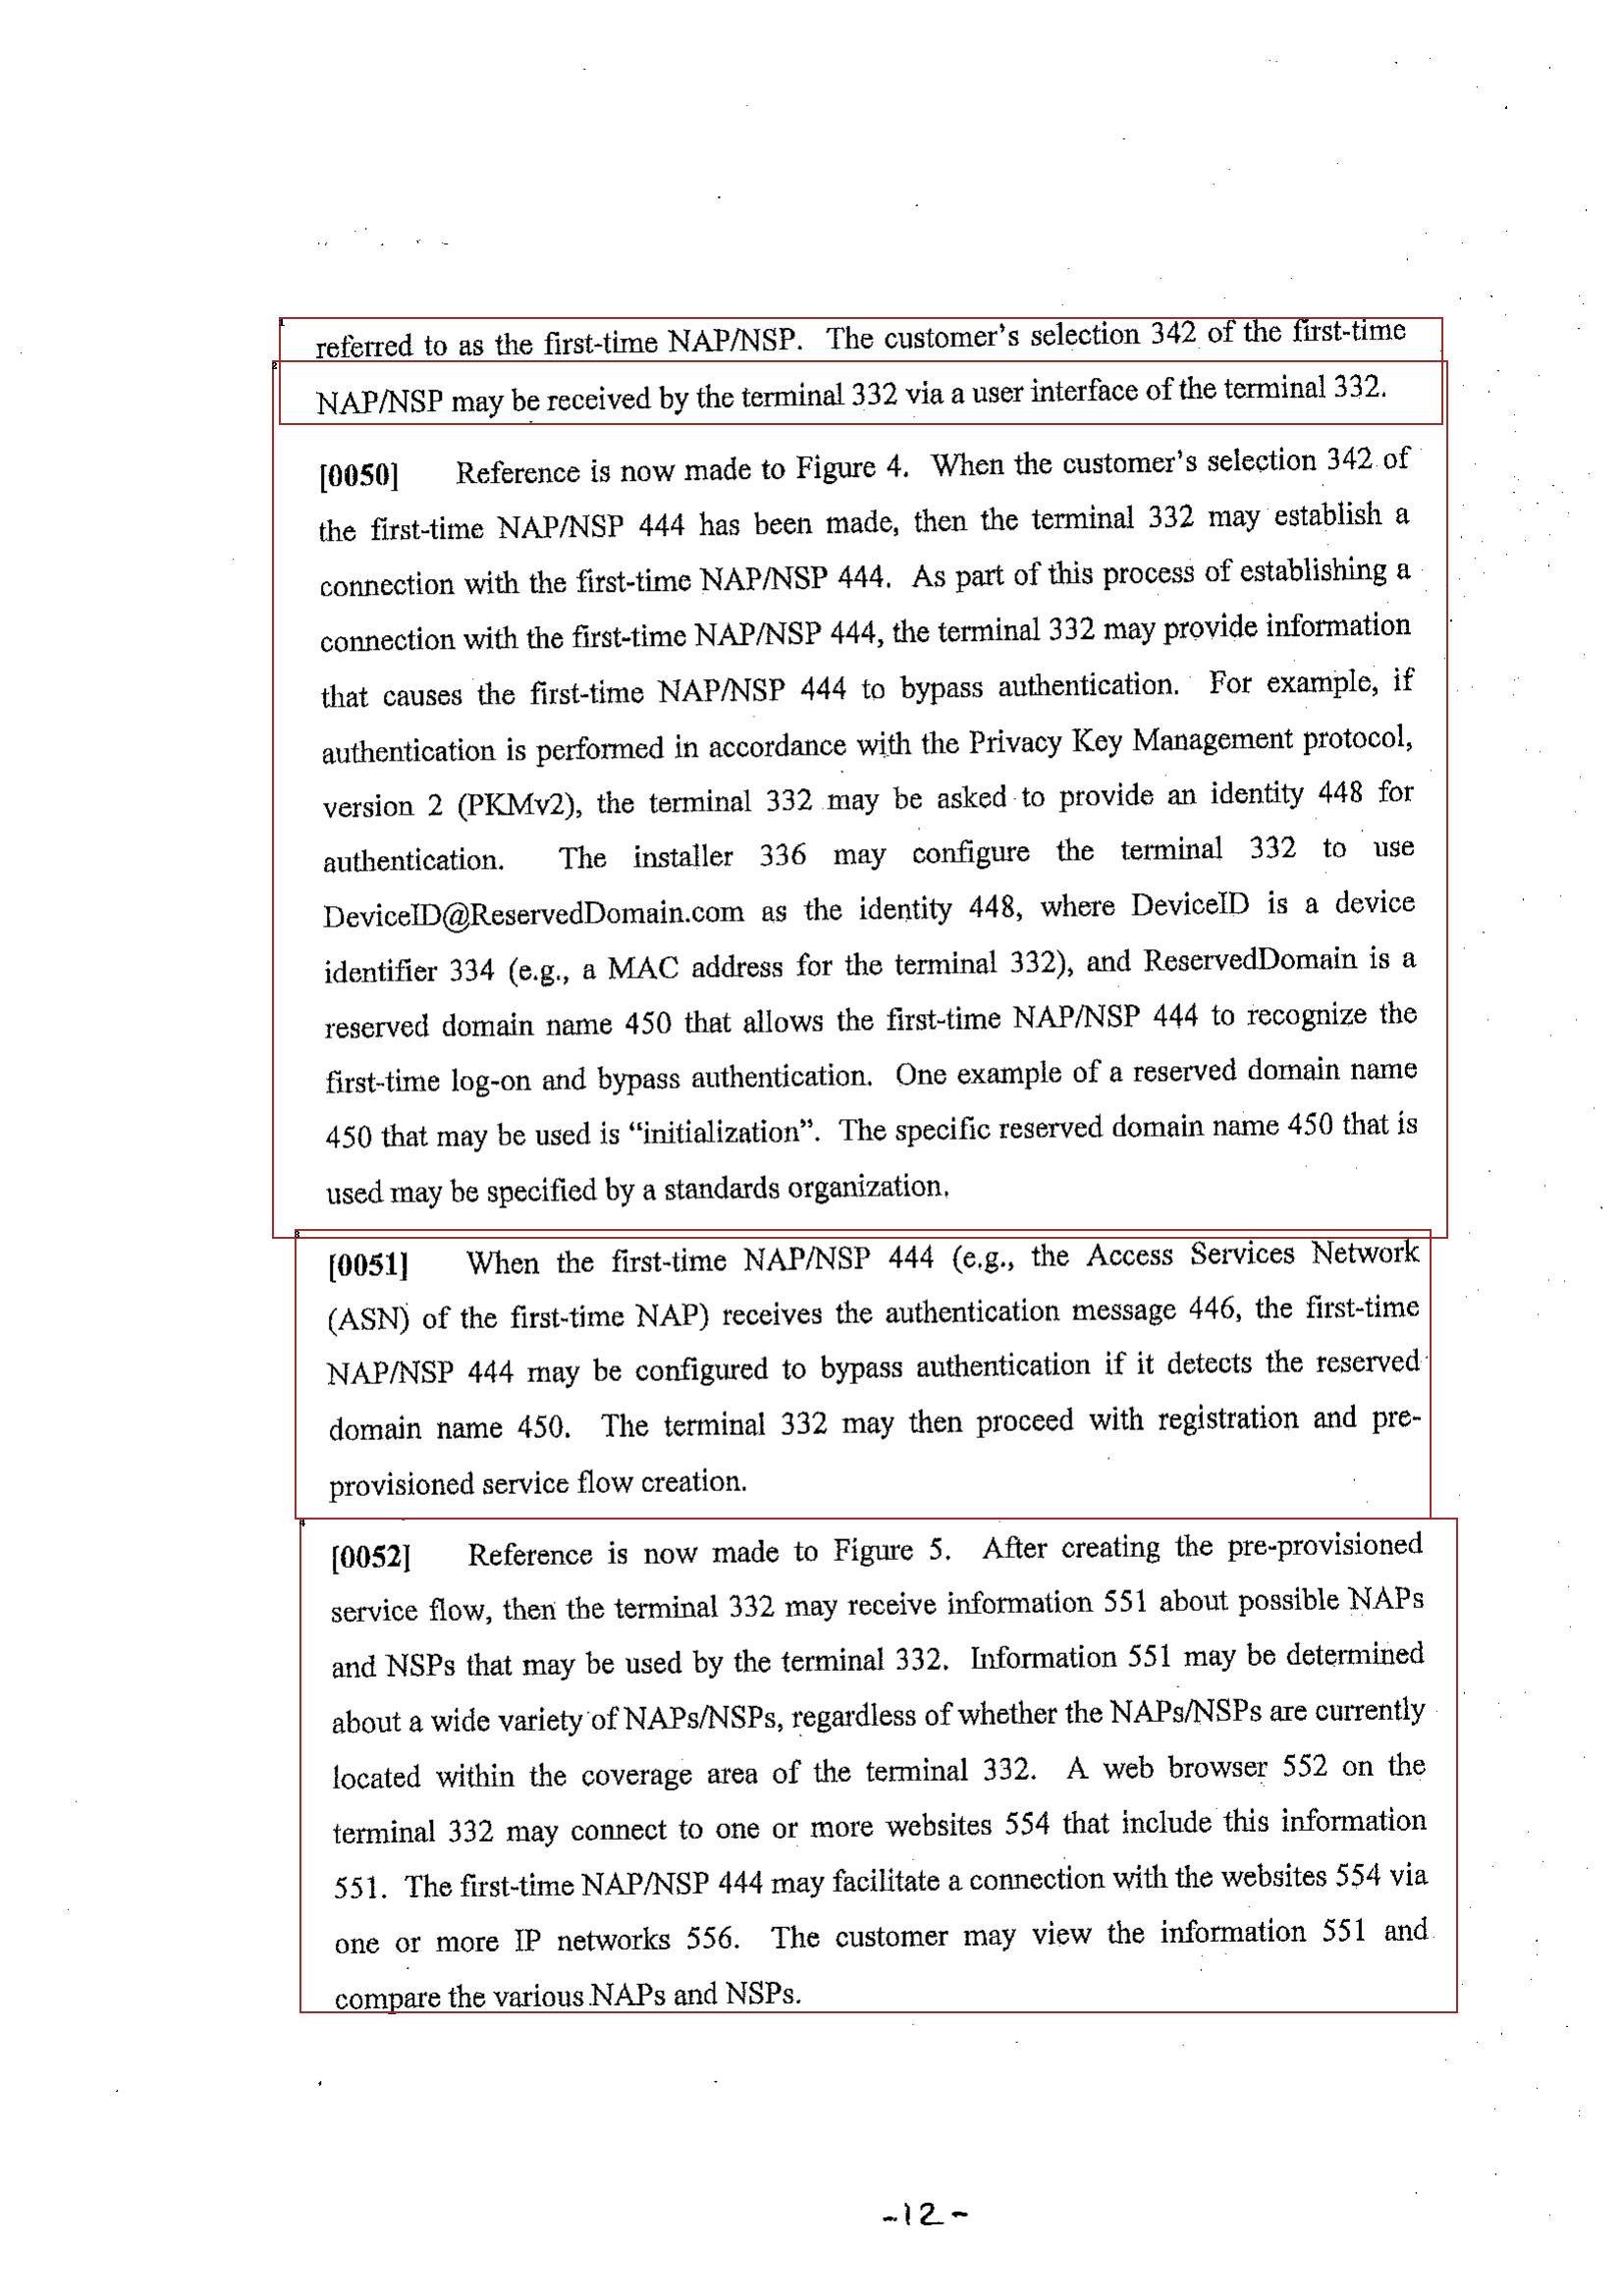 referred to as the first-time NAP/NSP. The customer's selection 342 of the first-time
NAP/NSP may be received by the terminal 332 via a user interface of the terminal 332.
[0050] Reference is now made to Figure 4. When the customer's selection 342 of
the first-time NAP/NSP 444 has been made, then the terminal 332 may establish a
connection with the first-time NAP/NSP 444. As part of this process of establishing a
connection with the first-time NAP/NSP 444, the terminal 332 may provide information
that causes the first-time NAP/NSP 444 to bypass authentication. For example, if
authentication is performed in accordance with the Privacy Key Management protocol,
version 2 (PKMv2), the terminal 332 may be asked to provide an identity 448 for
authentication. The installer 336 may configure the terminal 332 to use
DeviceID@ReservedDomain.com as the identity 448, where DeviceID is a device
identifier 334 (e.g., a MAC address for the terminal 332), and ReservedDomain is a
reserved domain name 450 that allows the first-time NAP/NSP 444 to recognize the
first-time log-on and bypass authentication. One example of a reserved domain name
450 that may be used is “initialization”. The specific reserved domain name 450 that is
used may be specified by a standards organization.
[0051] When the first-time NAP/NSP 444 (e.g., the Access Services Network
(ASN) of the first-time NAP) receives the authentication message 446, the first-time
NAP/NSP 444 may be configured to bypass authentication if it detects the reserved
domain name 450. The terminal 332 may then proceed with registration and pre-
provisioned service flow creation.
[0052] Reference is now made to Figure 5. After creating the pre-provisioned
service flow, then the terminal 332 may receive information 551 about possible NAPs
and NSPs that may be used by the terminal 332. Information 551 may be determined
about a wide variety of NAPs/NSPs, regardless of whether the NAPs/NSPs are currently
located within the coverage area of the terminal 332. A web browser 552 on the
terminal 332 may connect to one or more websites 554 that include this information
551. The first-time NAP/NSP 444 may facilitate a connection with the websites 554 via
one or more IP networks 556. The customer may view the information 551 and
compare the various NAPs and NSPs.
-12-